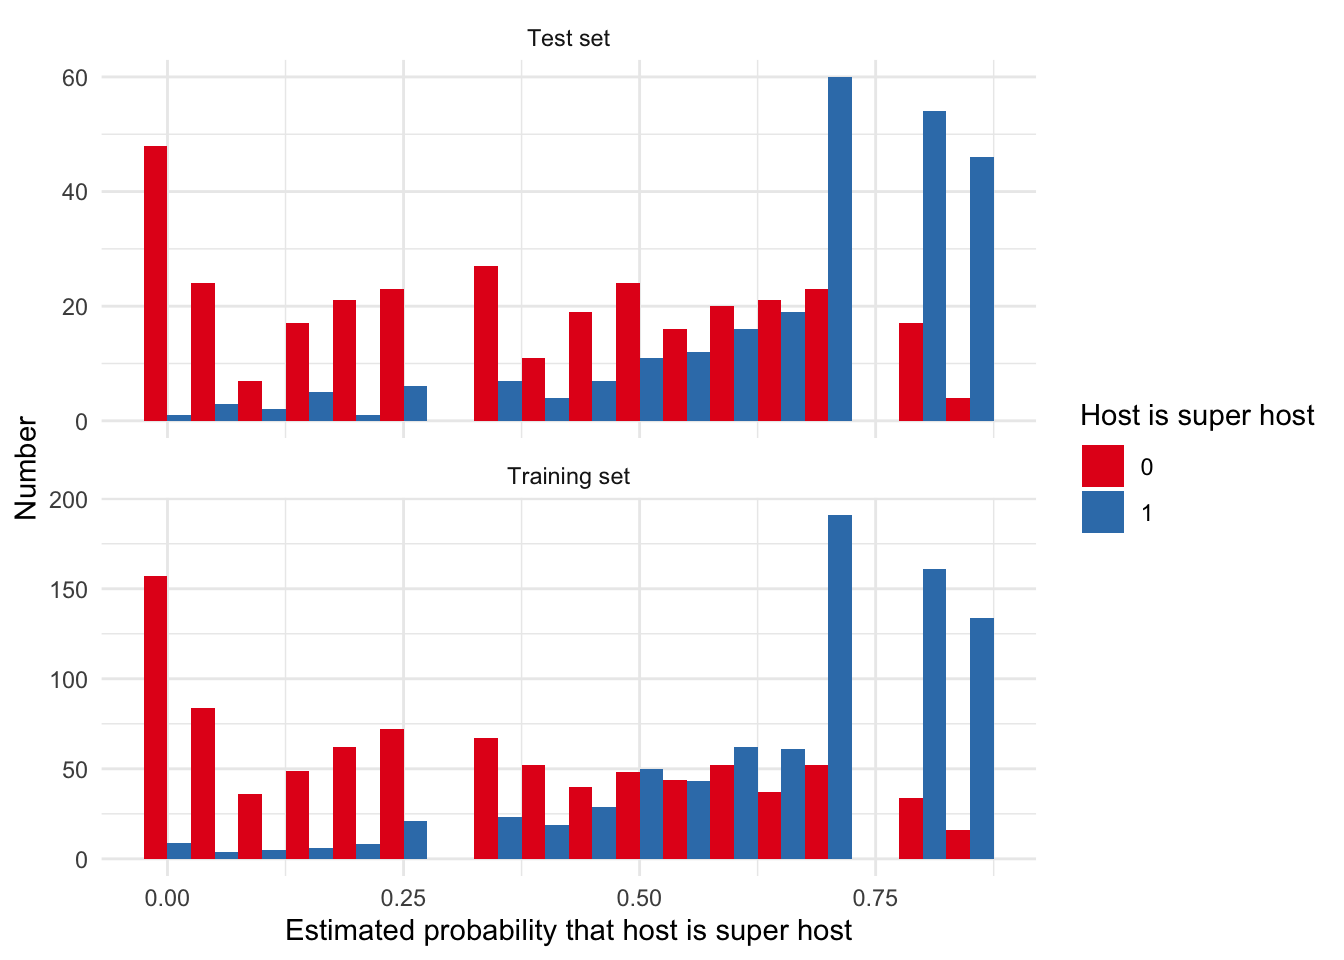 Test set
60
40
20
0
Training set
200
150
100
50
0
0.00 0.25 0.50 0.75
Estimated probability that host is super host
Number
Host is super host
0
1